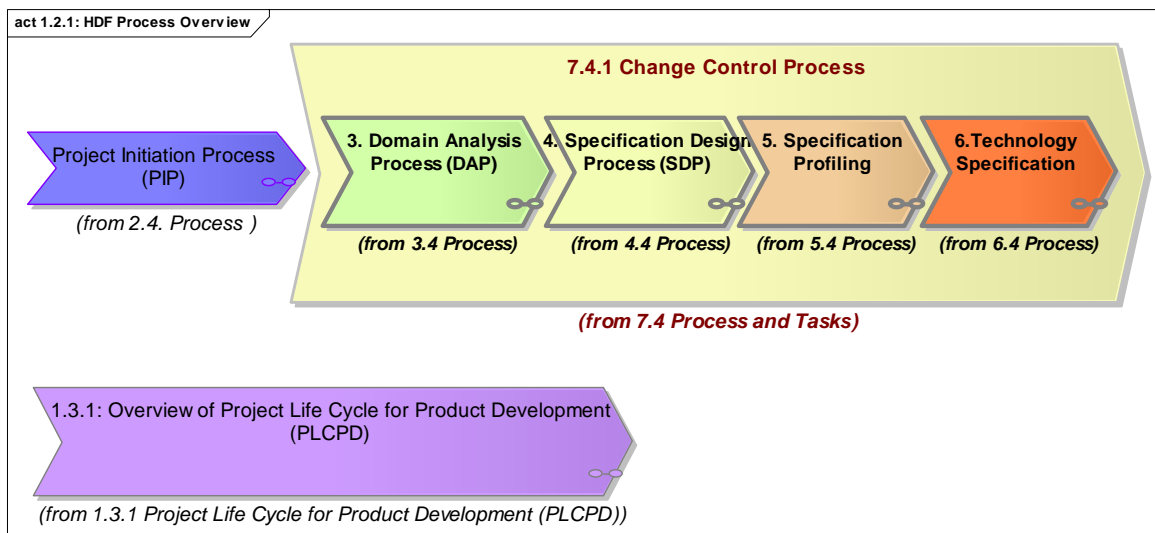 act 1.2.1: HDF Process Overview
7.4.1 Change Control Process
Project Initiation Process
(PIP)
(from 2.4. Process )
3. Domain Analysis
Process (DAP)
(from 3.4 Process)
4. Specification Design
Process (SDP)
(from 4.4 Process)
5. Specification
Profiling
(from 5.4 Process)
6.Technology
Specification
(from 6.4 Process)
(from 7.4 Process and Tasks)
1.3.1: Overview of Project Life Cycle for Product Development
(PLCPD)
(from 1.3.1 Project Life Cycle for Product Development (PLCPD))